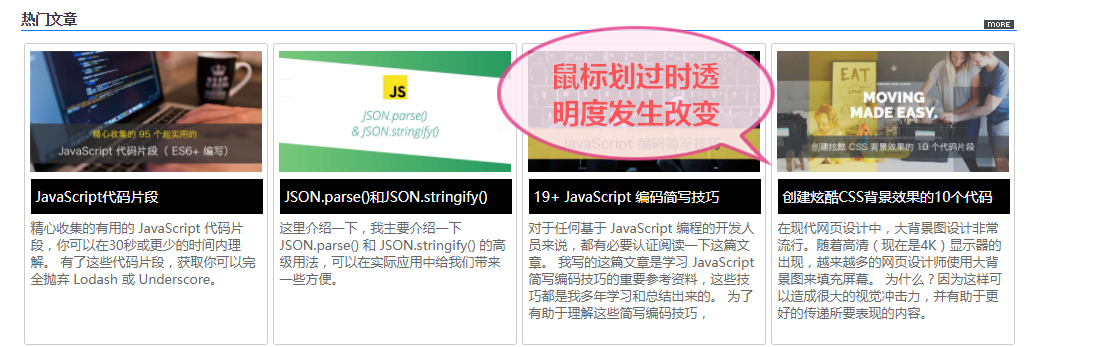 热门文章
MORE
精心收集的 95 个超实用的
JavaScript 代码片段（ ES6+ 编写）
JavaScript代码片段
精心收集的有用的 JavaScript 代码片
段，你可以在30秒或更少的时间内理
解。 有了这些代码片段，获取你可以完
全抛弃 Lodash 或 Underscore。
JS
JSON.parse()
& JSON.stringify()
JSON.parse()和JSON.stringify()
这里介绍一下，我主要介绍一下
JSON.parse() 和 JSON.stringify() 的高
级用法，可以在实际应用中给我们带来
一些方便。
鼠标划过时透
明度发生改变
JavaScript 编码简写技巧
19+ JavaScript 编码简写技巧
对于任何基于 JavaScript 编程的开发人
员来说，都有必要认证阅读一下这篇文
章。 我写的这篇文章是学习 JavaScript
简写编码技巧的重要参考资料，这些技
巧都是我多年学习和总结出来的。 为了
有助于理解这些简写编码技巧，
EAT
MOVING
MADE EASY.
创建炫酷 CSS 背景效果的 10 个代码片段
创建炫酷CSS背景效果的10个代码
在现代网页设计中，大背景图设计非常
流行。随着高清（现在是4K）显示器的
出现，越来越多的网页设计师使用大背
景图来填充屏幕。 为什么？因为这样可
以造成很大的视觉冲击力，并有助于更
好的传递所要表现的内容。